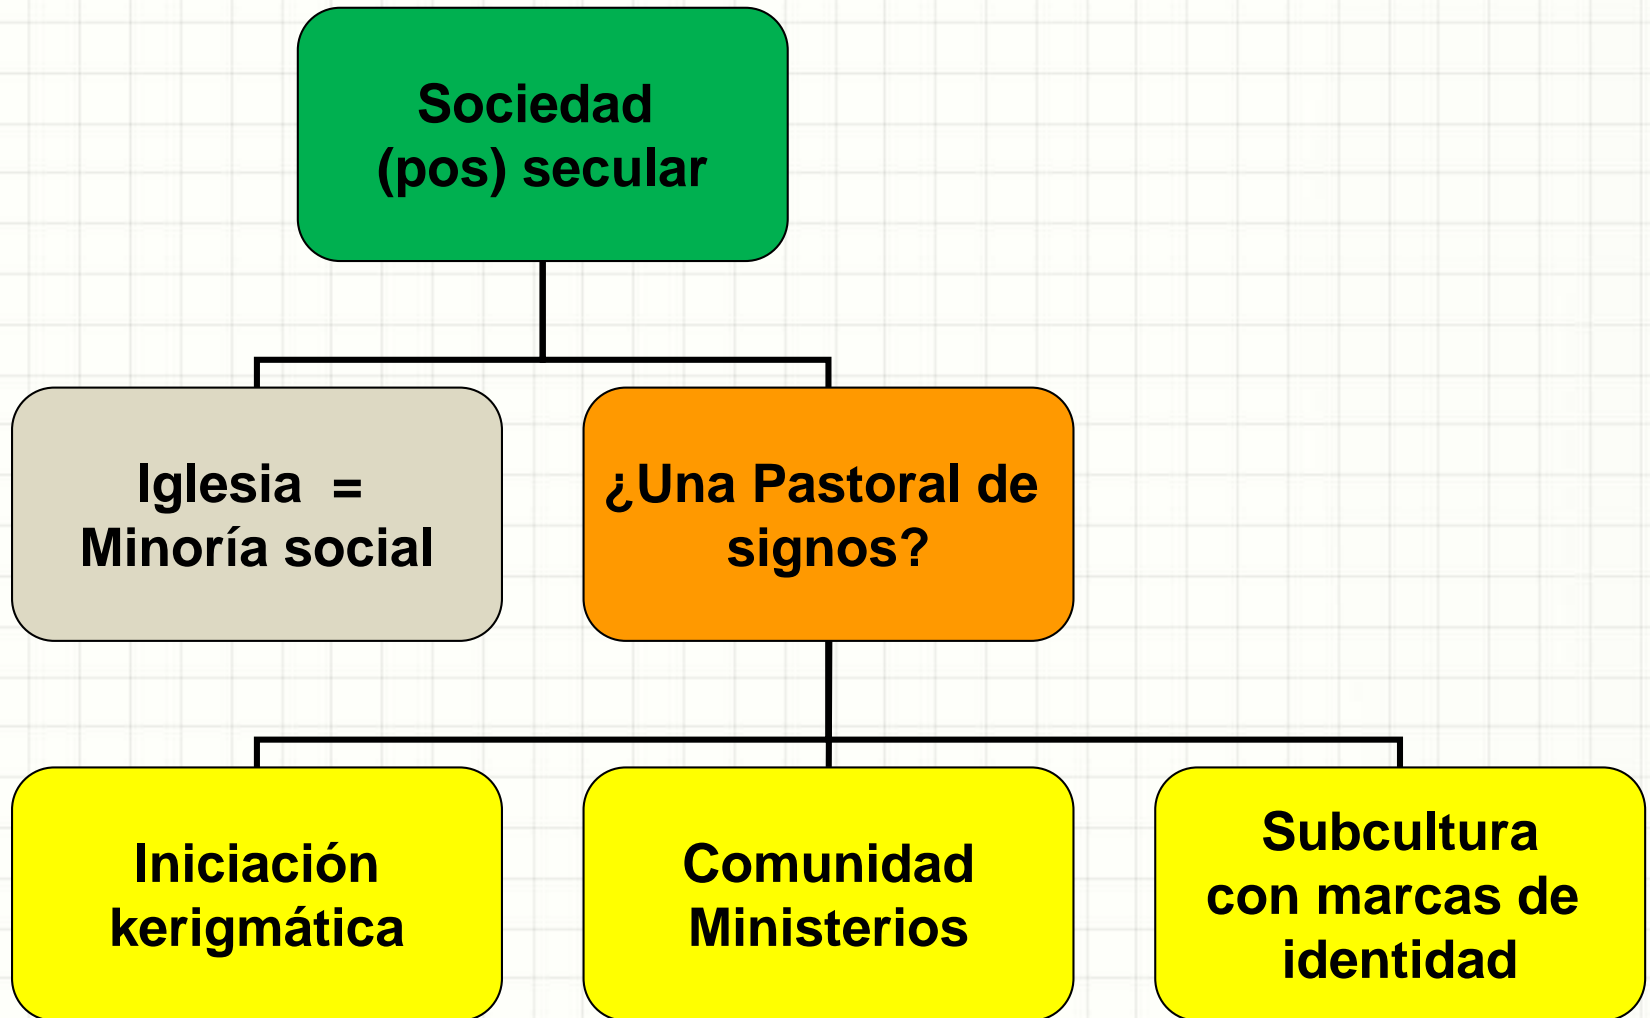 Sociedad
(pos) secular
Iglesia =
Minoría social
¿Una Pastoral de
signos?
Iniciación
kerigmática
Comunidad
Ministerios
Subcultura
con marcas de
identidad